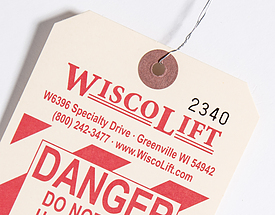 WISCOLIFT
2340
W6396 Specialty Drive · Greenville WI 54942
(800) 242-3477 · www.WiscoLift.com
DANGER
DO NO